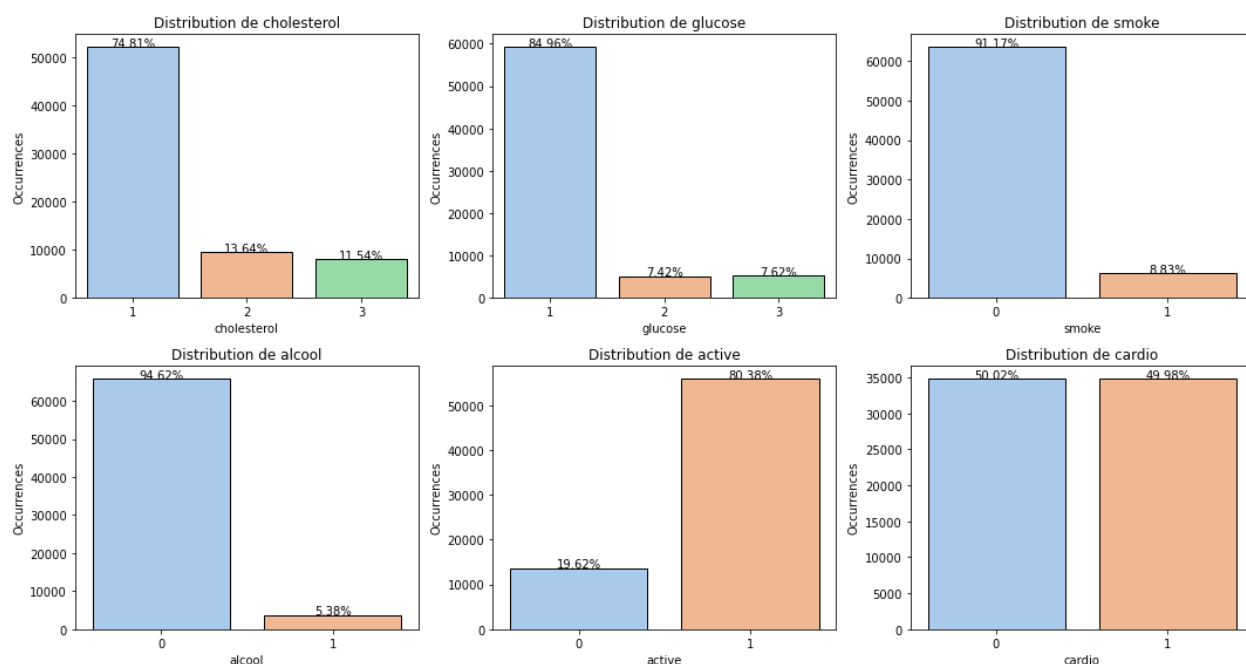 Distribution de cholesterol
74.81%
50000
40000
30000
20000
10000
0
Occurrences
13.64%
11.54%
1 2 3
cholesterol
Distribution de glucose
84.96%
60000
50000
40000
30000
20000
10000
0
Occurrences
7.42%
7.62%
1 2 3
glucose
Distribution de smoke
91.17%
60000
50000
40000
30000
20000
10000
0
Occurrences
8.83%
0 1
smoke
Distribution de alcool
94.62%
60000
50000
40000
30000
20000
10000
0
Occurrences
5.38%
0 1
alcool
Distribution de active
80.38%
50000
40000
30000
20000
10000
0
Occurrences
19.62%
0 1
active
Distribution de cardio
50.02%
49.98%
35000
30000
25000
20000
15000
10000
5000
0
Occurrences
0 1
cardio